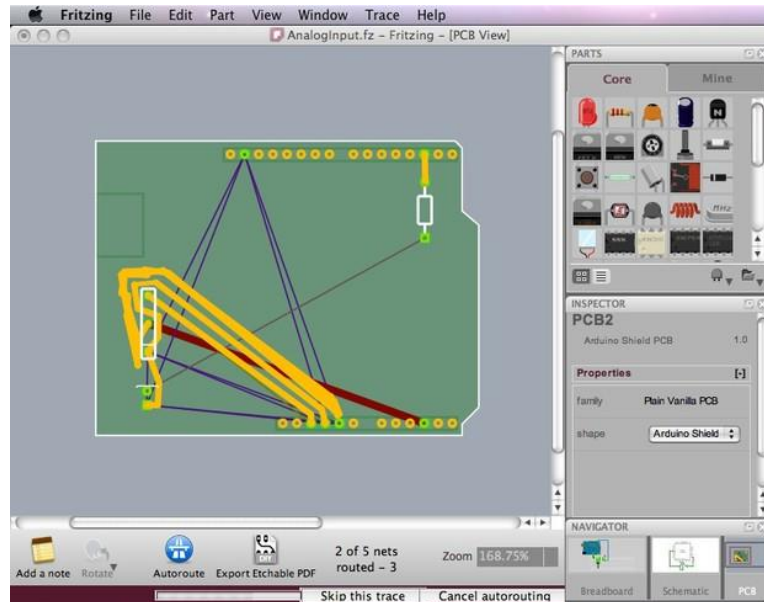 Fritzing File Edit Part View Window Trace Help
AnalogInput.fz – Fritzing – [PCB View]
PARTS
Core Mine
N
INSPECTOR
PCB2
Arduino Shield PCB 1.0
Properties [-]
family Plain Vanilla PCB
shape Arduino Shield
NAVIGATOR
Add a note
Rotate
Autoroute
Export Etchable PDF
2 of 5 nets
routed – 3
Zoom 168.75%
Breadboard Schematic PCB
Skip this trace Cancel autorouting